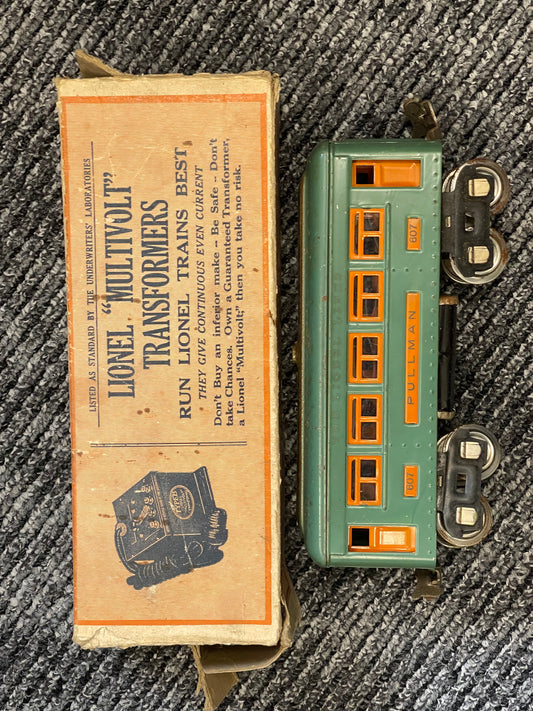 LISTED AS STANDARD BY THE UNDERWRITERS' LABORATORIES
LIONEL "MULTIVOLT"
TRANSFORMERS
RUN LIONEL TRAINS BEST
THEY GIVE CONTINUOUS EVEN CURRENT
Don't Buy an inferior make -- Be Safe -- Don't
take Chances. Own a Guaranteed Transformer,
a Lionel "Multivolt," then you take no risk.
TYPE B
607
PULLMAN
607